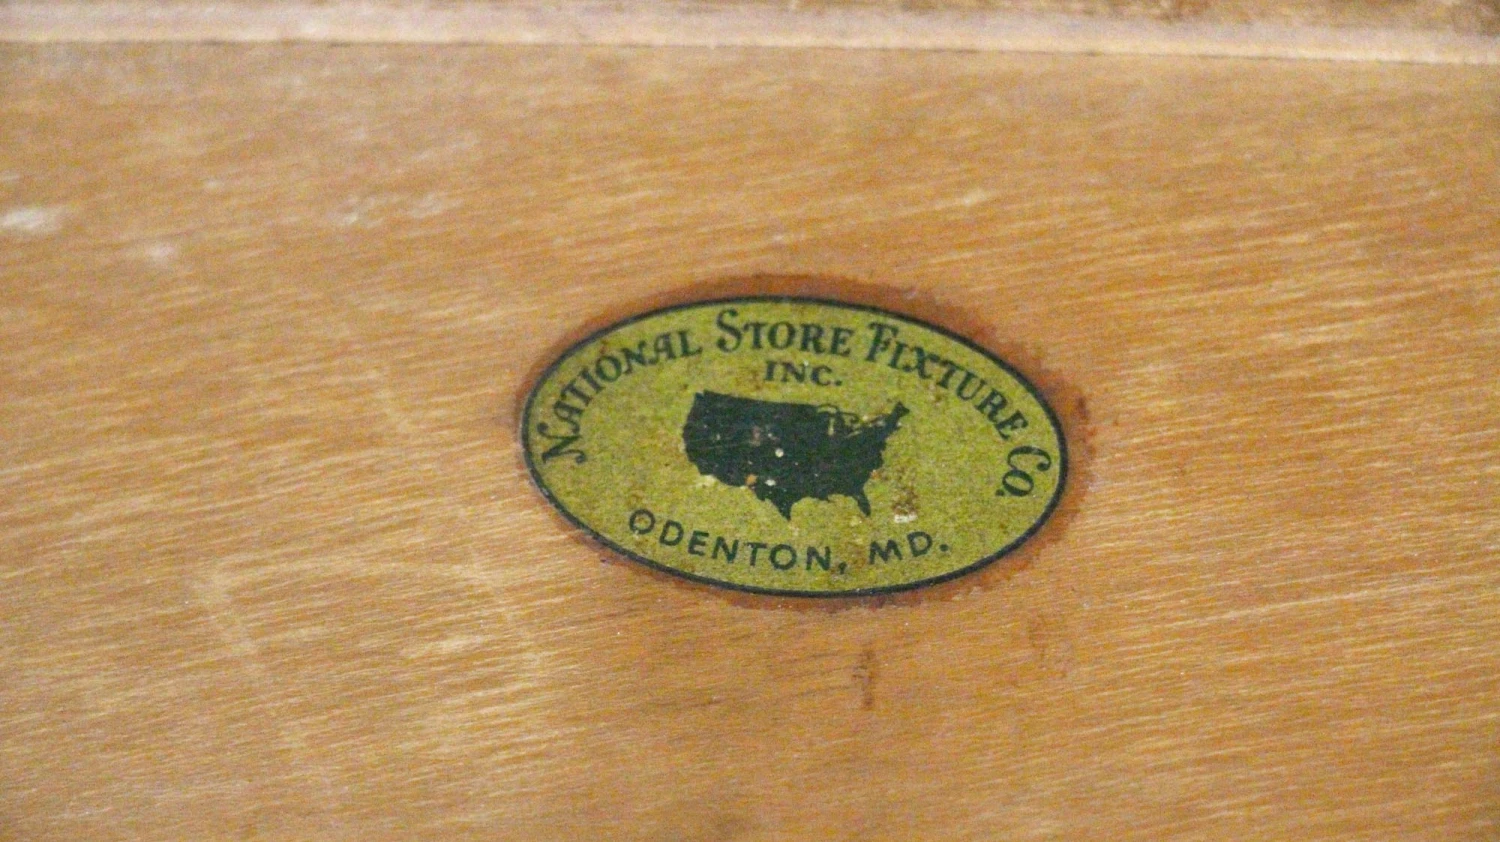 NATIONAL STORE FIXTURE CO.
INC.
ODENTON, MD.